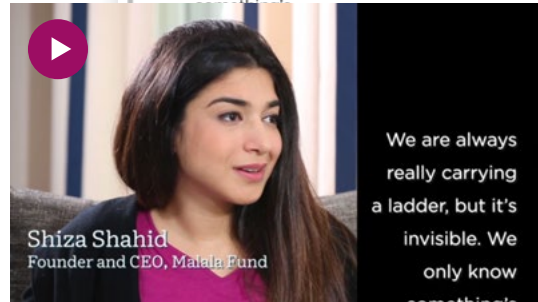 Shiza Shahid
Founder and CEO, Malala Fund
We are always
really carrying
a ladder, but it's
invisible. We
only know
something's